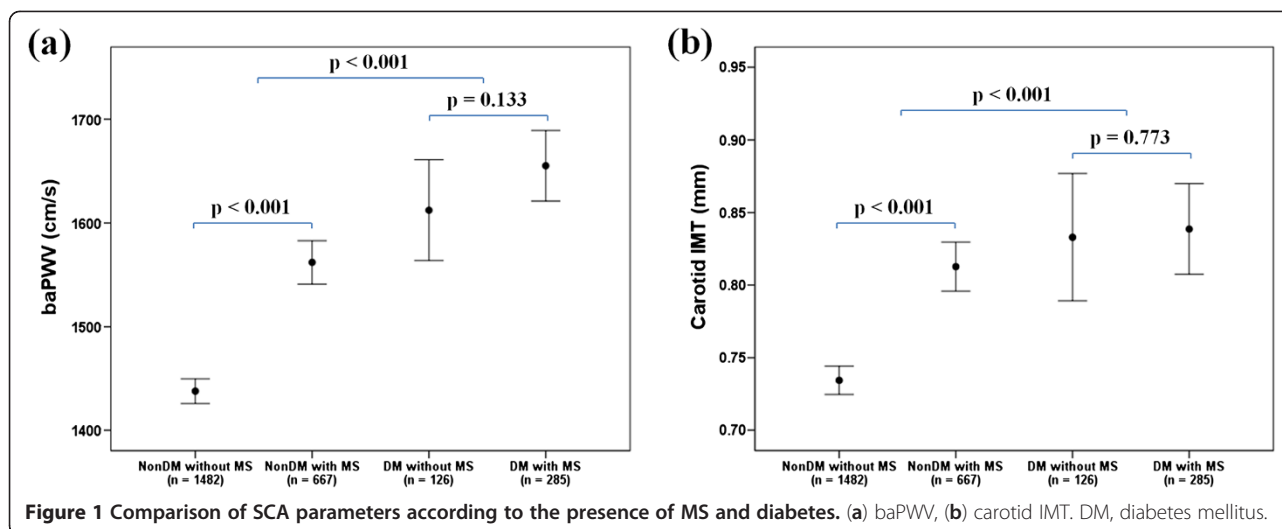 (a)
p < 0.001
p = 0.133
p < 0.001
1700
1600
1500
1400
baPWV (cm/s)
NonDM without MS
(n = 1482)
NonDM with MS
(n = 667)
DM without MS
(n = 126)
DM with MS
(n = 285)
(b)
p < 0.001
p = 0.773
p < 0.001
0.95
0.90
0.85
0.80
0.75
0.70
Carotid IMT (mm)
NonDM without MS
(n = 1482)
NonDM with MS
(n = 667)
DM without MS
(n = 126)
DM with MS
(n = 285)
Figure 1 Comparison of SCA parameters according to the presence of MS and diabetes. (a) baPWV, (b) carotid IMT. DM, diabetes mellitus.